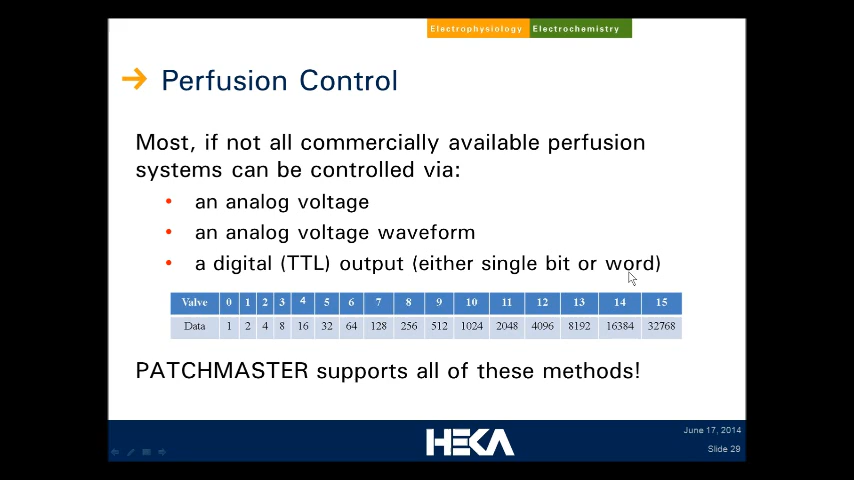 Electrophysiology Electrochemistry
Perfusion Control
Most, if not all commercially available perfusion
systems can be controlled via:
• an analog voltage
• an analog voltage waveform
• a digital (TTL) output (either single bit or word)
Valve 0 1 2 3 4 5 6 7 8 9 10 11 12 13 14 15
Data 1 2 4 8 16 32 64 128 256 512 1024 2048 4096 8192 16384 32768
PATCHMASTER supports all of these methods!
June 17, 2014
HEKA
Slide 29